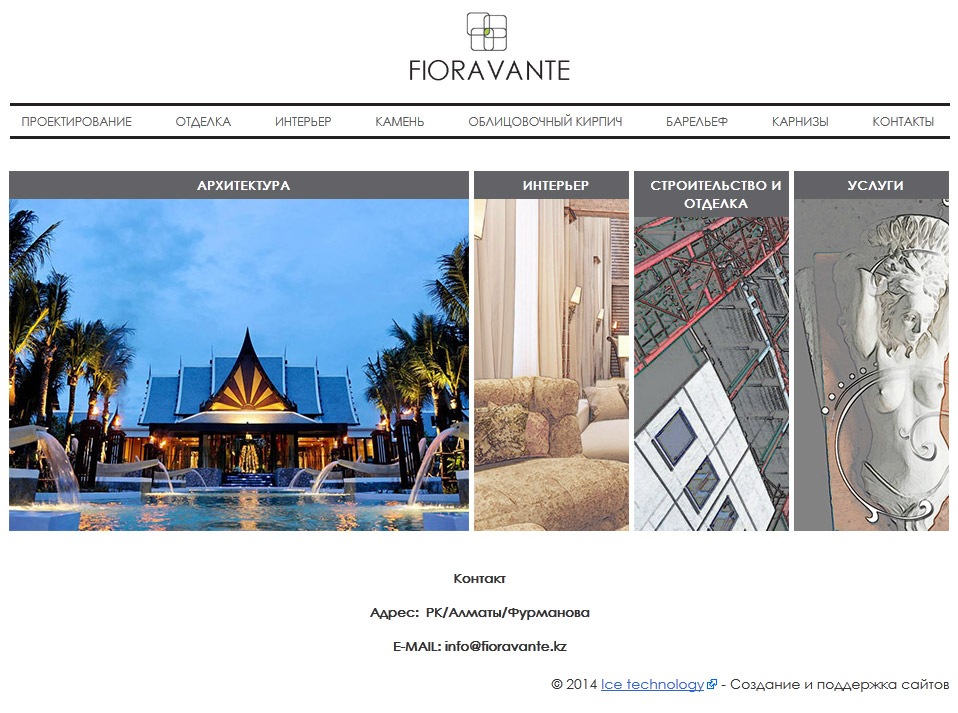 FIORAVANTE
ПРОЕКТИРОВАНИЕ ОТДЕЛКА ИНТЕРЬЕР КАМЕНЬ ОБЛИЦОВОЧНЫЙ КИРПИЧ БАРЕЛЬЕФ КАРНИЗЫ КОНТАКТЫ
АРХИТЕКТУРА
ИНТЕРЬЕР
СТРОИТЕЛЬСТВО И
ОТДЕЛКА
УСЛУГИ
Контакт
Адрес: РК/Алматы/Фурманова
E-MAIL: info@fioravante.kz
© 2014 Ice technology - Создание и поддержка сайтов